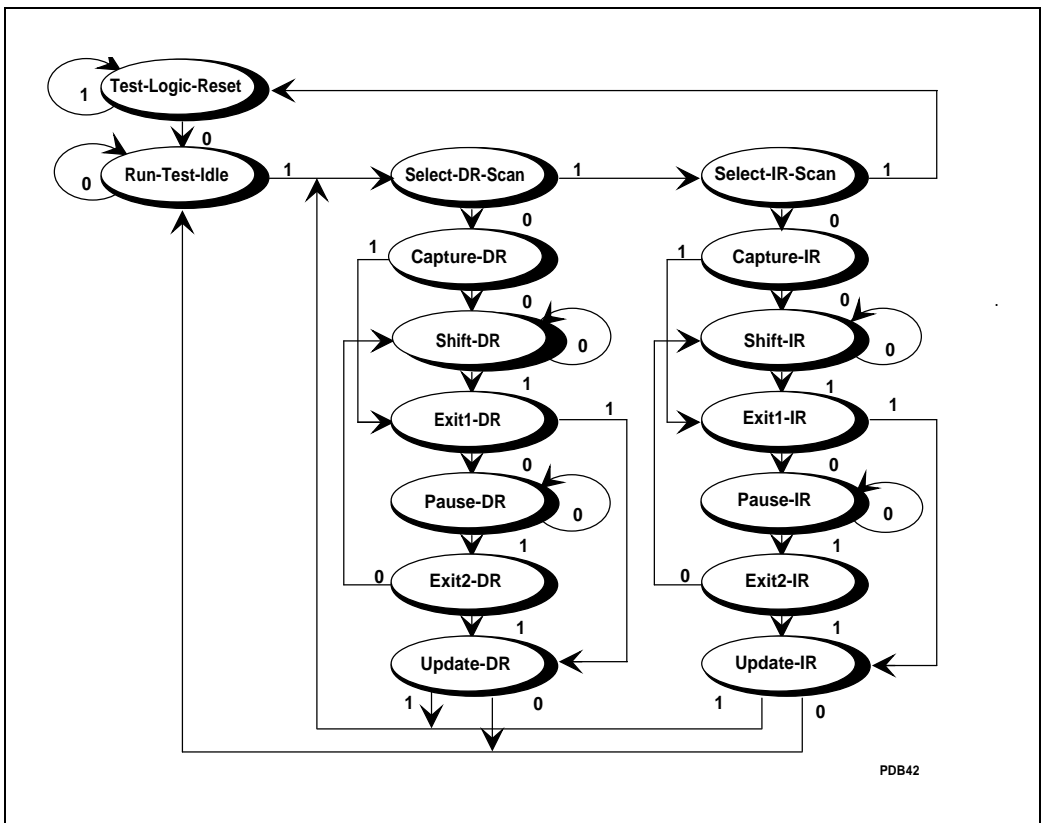 Test-Logic-Reset
1
0
Run-Test-Idle
0
1
Select-DR-Scan
1
Select-IR-Scan
1
0
0
1
Capture-DR
1
Capture-IR
0
0
Shift-DR
0
Shift-IR
0
1
1
Exit1-DR
1
Exit1-IR
1
0
0
Pause-DR
0
Pause-IR
0
1
1
0
Exit2-DR
0
Exit2-IR
1
1
Update-DR
Update-IR
1
0
1
0
PDB42